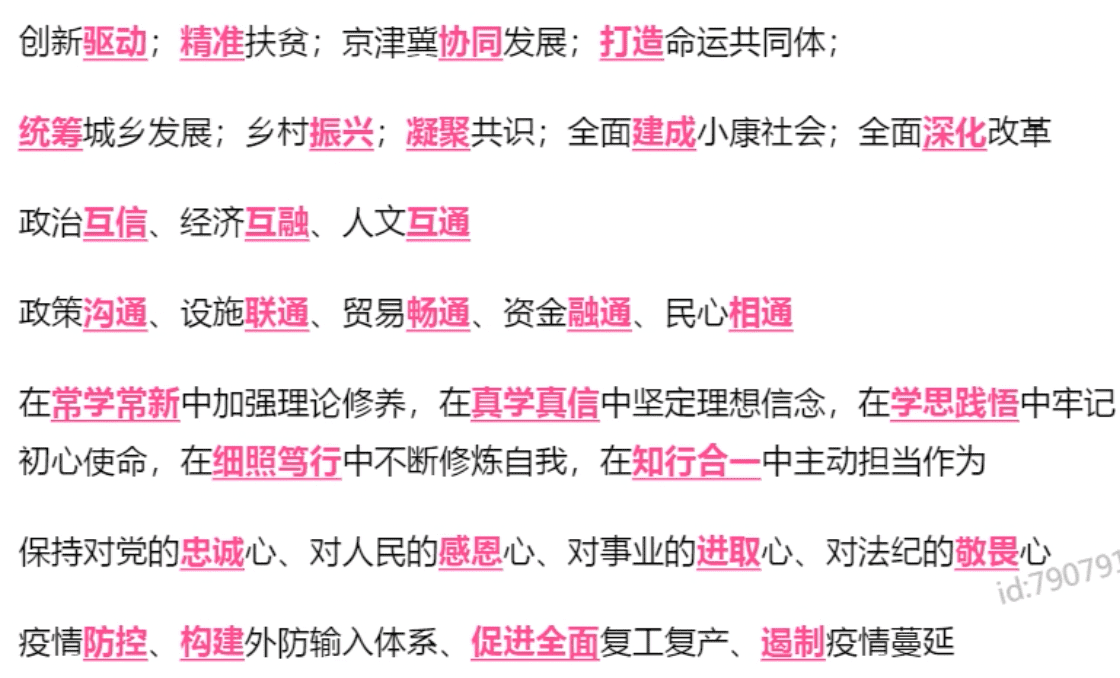 创新驱动；精准扶贫；京津冀协同发展；打造命运共同体；
统筹城乡发展；乡村振兴；凝聚共识；全面建成小康社会；全面深化改革
政治互信、经济互融、人文互通
政策沟通、设施联通、贸易畅通、资金融通、民心相通
在常学常新中加强理论修养，在真学真信中坚定理想信念，在学思践悟中牢记
初心使命，在细照笃行中不断修炼自我，在知行合一中主动担当作为
保持对党的忠诚心、对人民的感恩心、对事业的进取心、对法纪的敬畏心
id:790791
疫情防控、构建外防输入体系、促进全面复工复产、遏制疫情蔓延